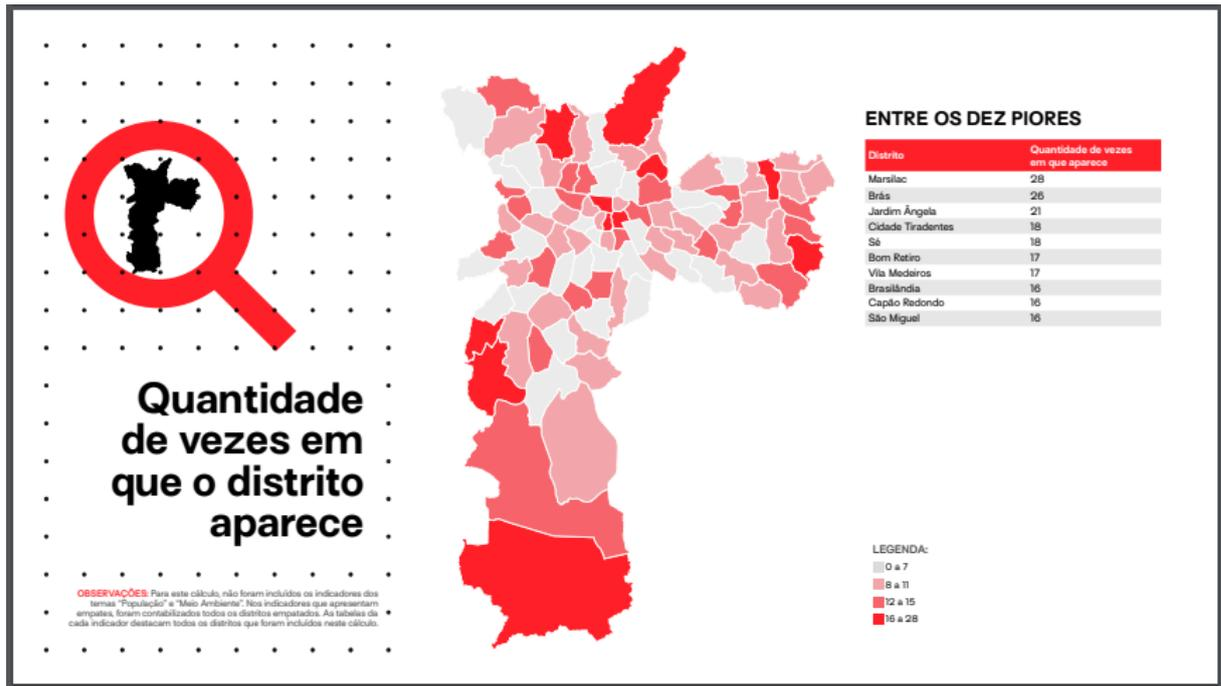 Quantidade
de vezes em
que o distrito
aparece
OBSERVAÇÕES: Para este cálculo, não foram incluídos os indicadores dos
temas “População” e “Meio Ambiente”. Nos indicadores que apresentam
empates, foram contabilizados todos os distritos empatados. As tabelas da
cada indicador destacam todos os distritos que foram incluídos neste cálculo.
ENTRE OS DEZ PIORES
Distrito Quantidade de vezes
em que aparece
Marsilac 28
Brás 26
Jardim Ângela 21
Cidade Tiradentes 18
Sé 18
Bom Retiro 17
Vila Medeiros 17
Brasilândia 16
Capão Redondo 16
São Miguel 16
LEGENDA:
0 a 7
8 a 11
12 a 15
16 a 28